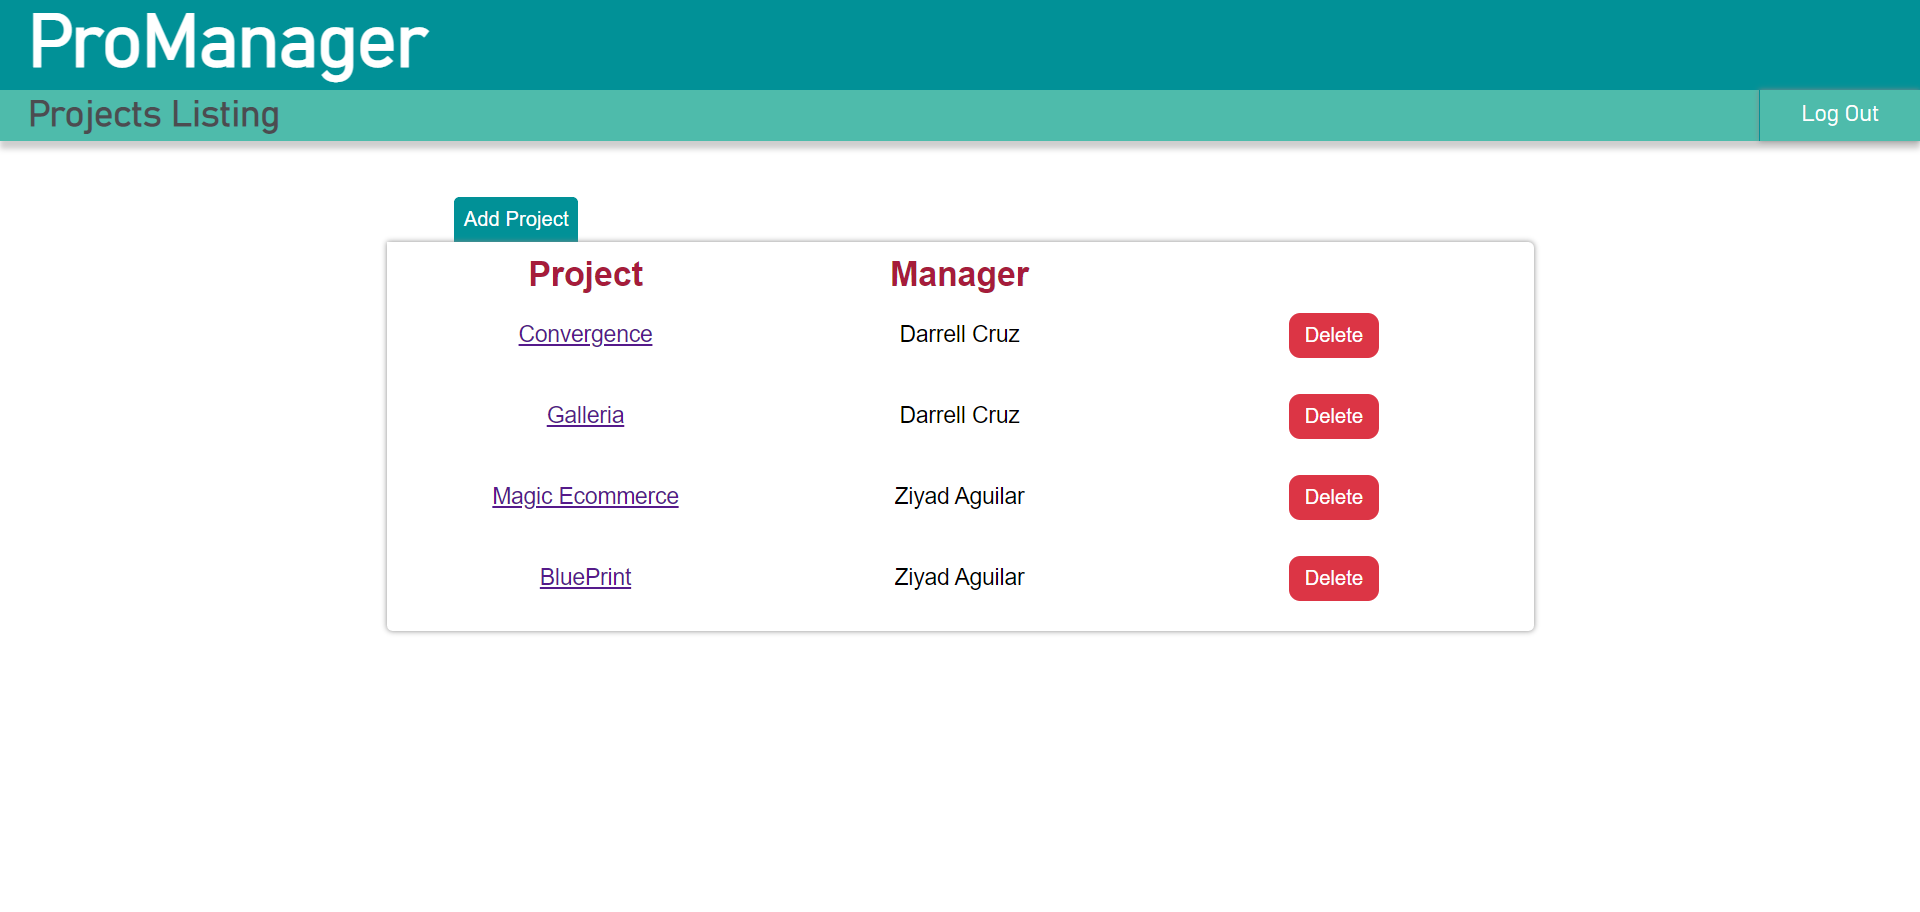 ProManager
Projects Listing
Log Out
Add Project
Project Manager
Convergence Darrell Cruz Delete
Galleria Darrell Cruz Delete
Magic Ecommerce Ziyad Aguilar Delete
BluePrint Ziyad Aguilar Delete